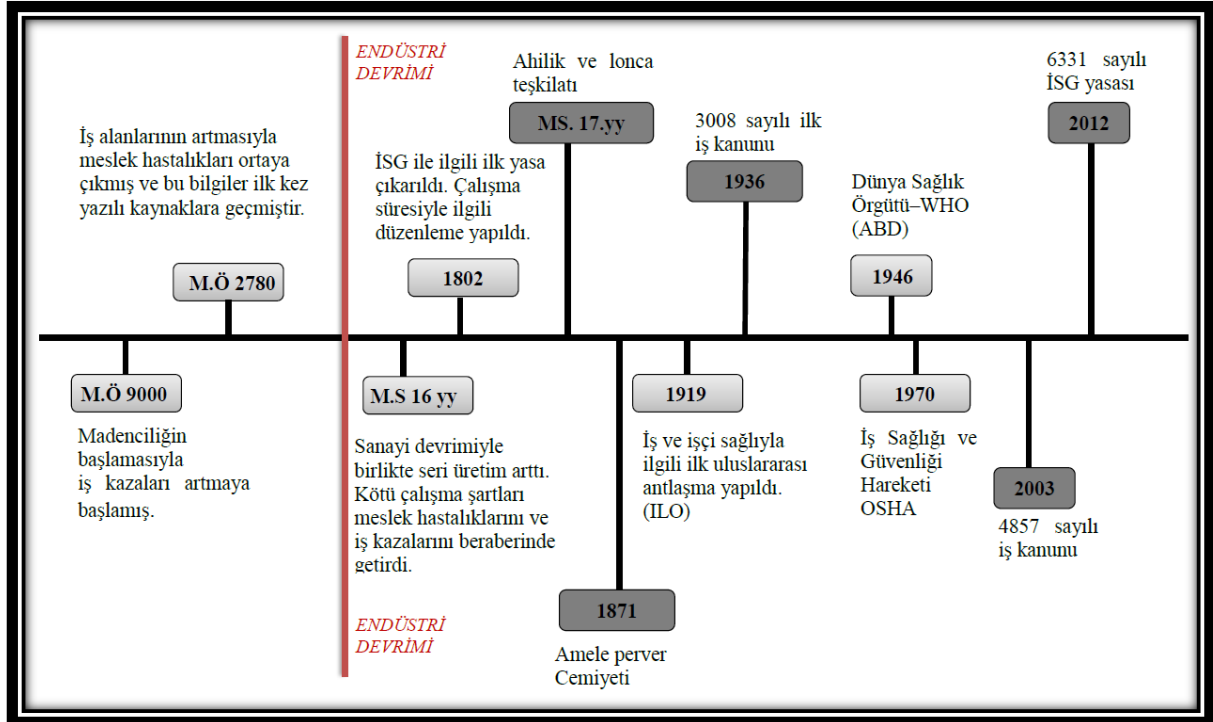 ENDÜSTRİ
DEVRİMİ
İş alanlarının artmasıyla
meslek hastalıkları ortaya
çıkmış ve bu bilgiler ilk kez
yazılı kaynaklara geçmiştir.
M.Ö 2780
İSG ile ilgili ilk yasa
çıkarıldı. Çalışma
süresiyle ilgili
düzenleme yapıldı.
1802
Ahilik ve lonca
teşkilatı
MS. 17.yy
3008 sayılı ilk
iş kanunu
1936
Dünya Sağlık
Örgütü–WHO
(ABD)
1946
6331 sayılı
İSG yasası
2012
M.Ö 9000
Madenciliğin
başlamasıyla
iş kazaları artmaya
başlamış.
M.S 16 yy
Sanayi devrimiyle
birlikte seri üretim arttı.
Kötü çalışma şartları
meslek hastalıklarını ve
iş kazalarını beraberinde
getirdi.
ENDÜSTRİ
DEVRİMİ
1871
Amele perver
Cemiyeti
1919
İş ve işçi sağlıyla
ilgili ilk uluslararası
antlaşma yapıldı.
(ILO)
1970
İş Sağlığı ve
Güvenliği
Hareketi
OSHA
2003
4857 sayılı
iş kanunu